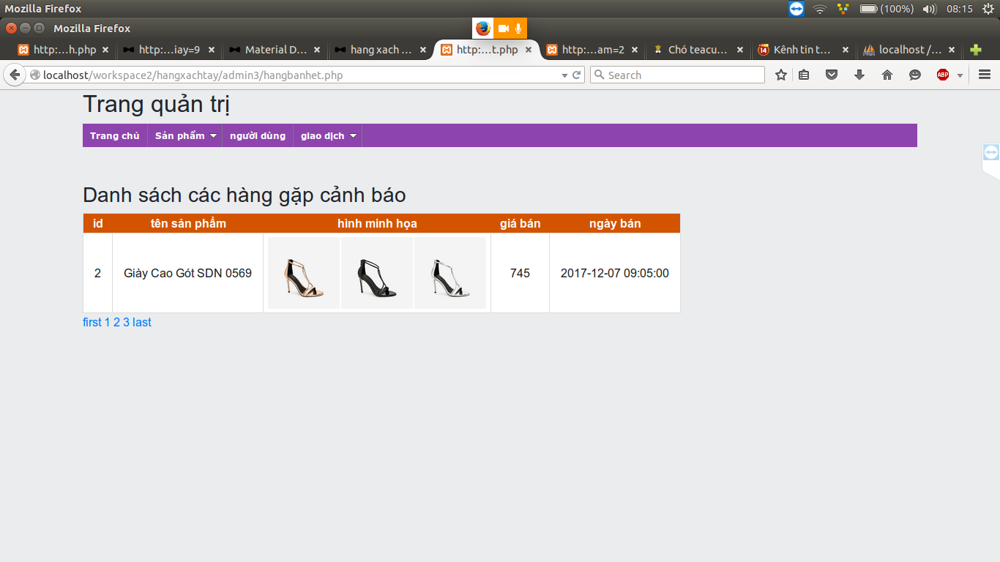 Mozilla Firefox
(100%)
08:15
Mozilla Firefox
http:...h.php
http:...iay=9
Material D...
hang xach ...
http:...t.php
http:...am=2
Chó teacu...
14 Kênh tin t...
localhost /...
localhost/workspace2/hangxachtay/admin3/hangbanhet.php
Search
ABP
Trang quản trị
Trang chủ
Sản phẩm
người dùng
giao dịch
Danh sách các hàng gặp cảnh báo
id tên sản phẩm hình minh họa giá bán ngày bán
2 Giày Cao Gót SDN 0569 745 2017-12-07 09:05:00
first 1 2 3 last